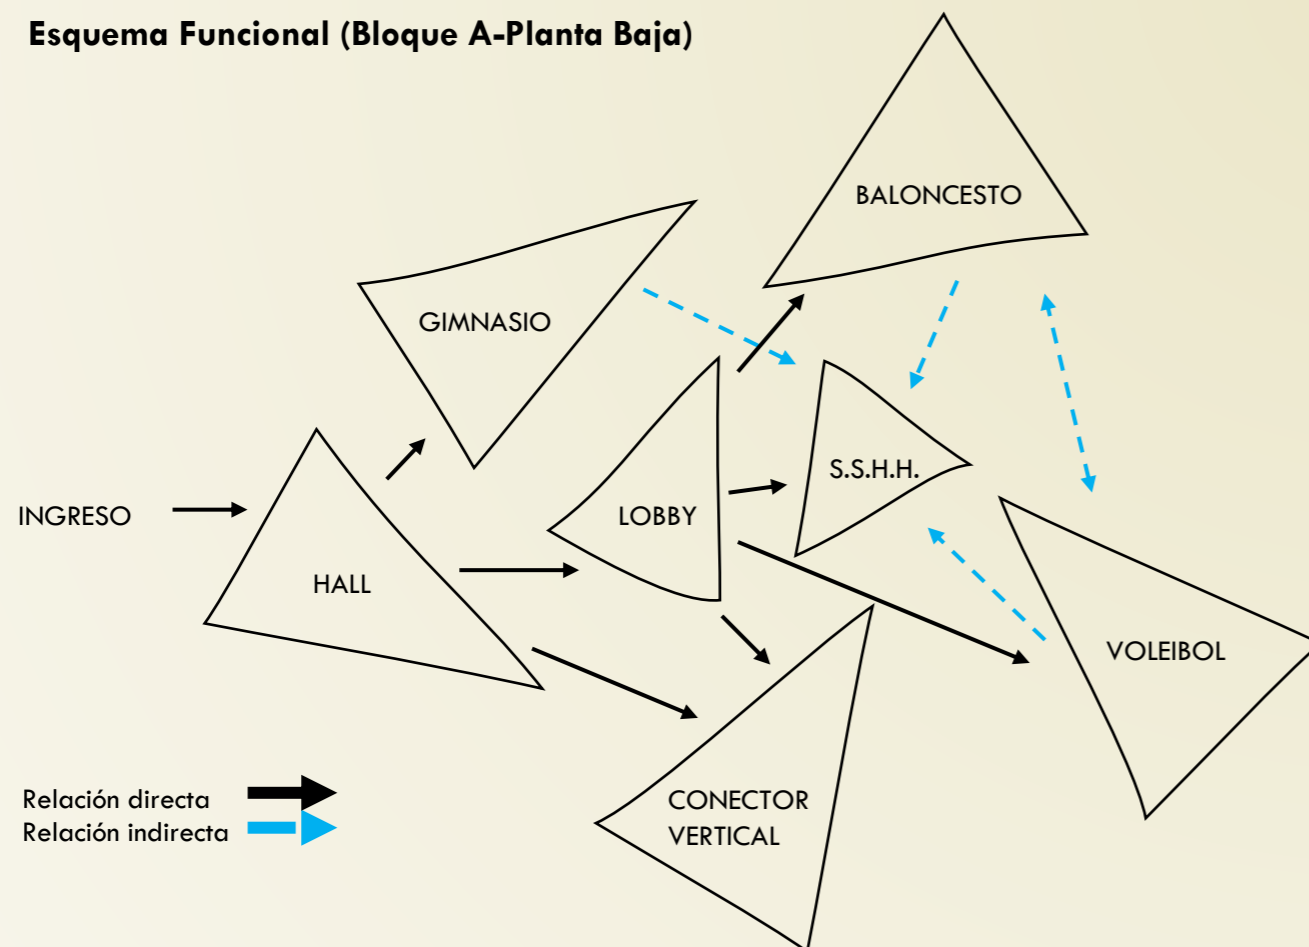 Esquema Funcional (Bloque A-Planta Baja)
BALONCESTO
GIMNASIO
S.S.H.H.
INGRESO
LOBBY
HALL
VOLEIBOL
CONECTOR
VERTICAL
Relación directa
Relación indirecta